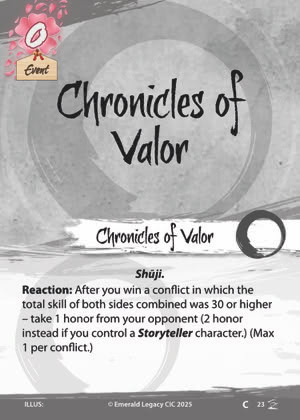 0
Event
Chronicles of
Valor
Chronicles of Valor
Shūji.
Reaction: After you win a conflict in which the
total skill of both sides combined was 30 or higher
– take 1 honor from your opponent (2 honor
instead if you control a Storyteller character.) (Max
1 per conflict.)
ILLUS: © Emerald Legacy CIC 2025 C 23